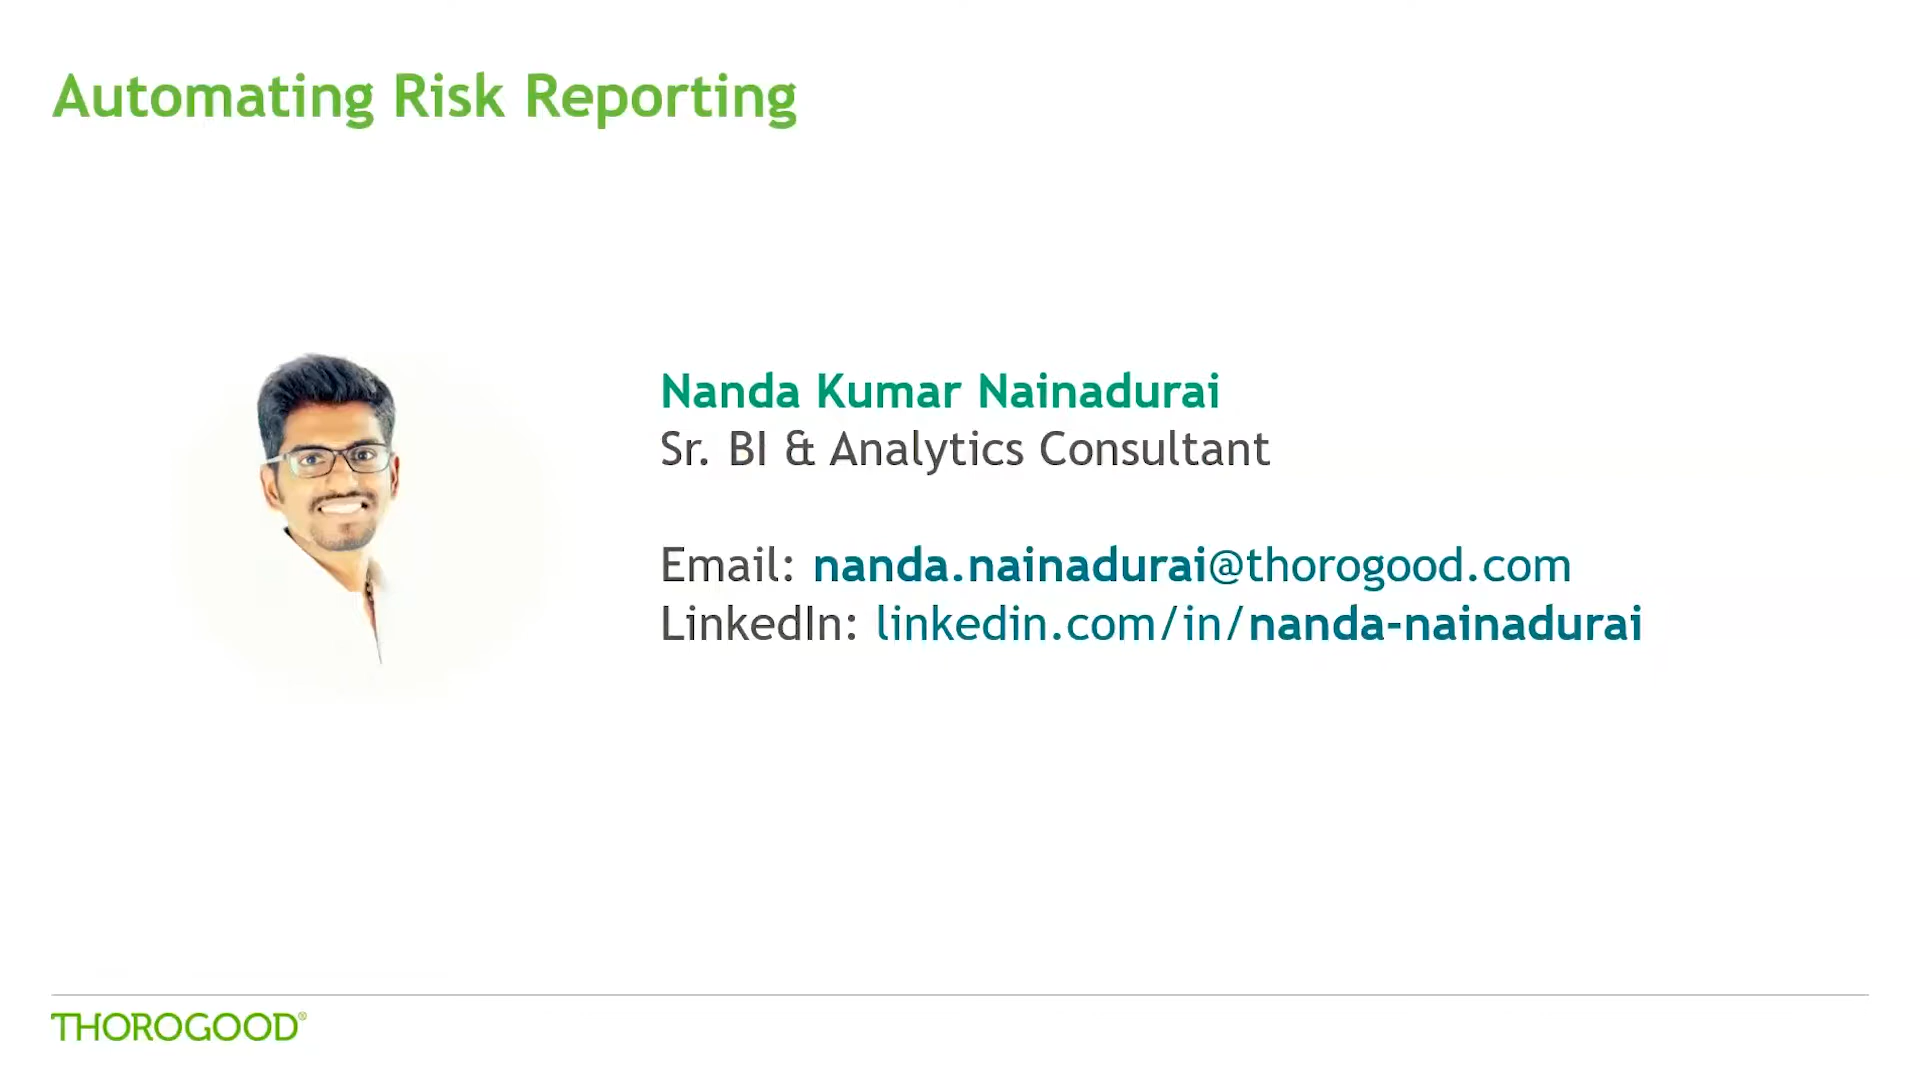 Automating Risk Reporting
Nanda Kumar Nainadurai
Sr. BI & Analytics Consultant
Email: nanda.nainadurai@thorogood.com
LinkedIn: linkedin.com/in/nanda-nainadurai
THOROGOOD®